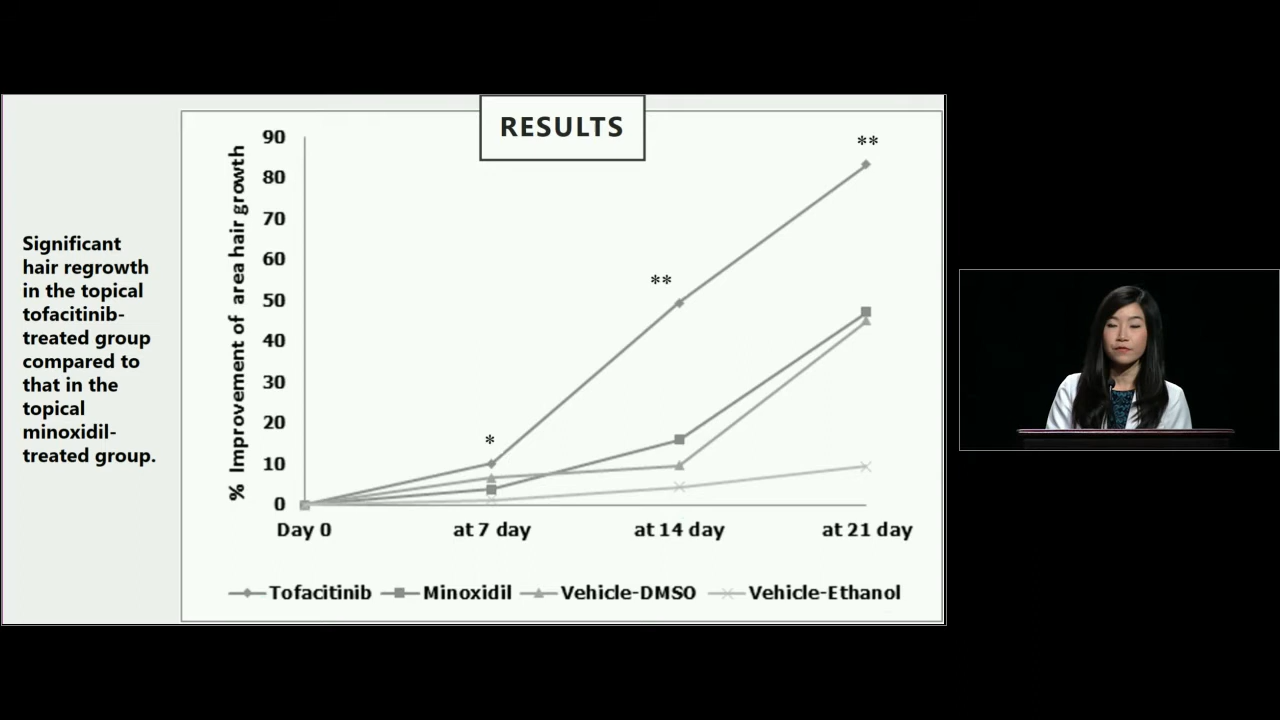 RESULTS
Significant
hair regrowth
in the topical
tofacitinib-
treated group
compared to
that in the
topical
minoxidil-
treated group.
% Improvement of area hair growth
90
80
70
60
50
40
30
20
10
0
**
**
*
Day 0 at 7 day at 14 day at 21 day
Tofacitinib Minoxidil Vehicle-DMSO Vehicle-Ethanol